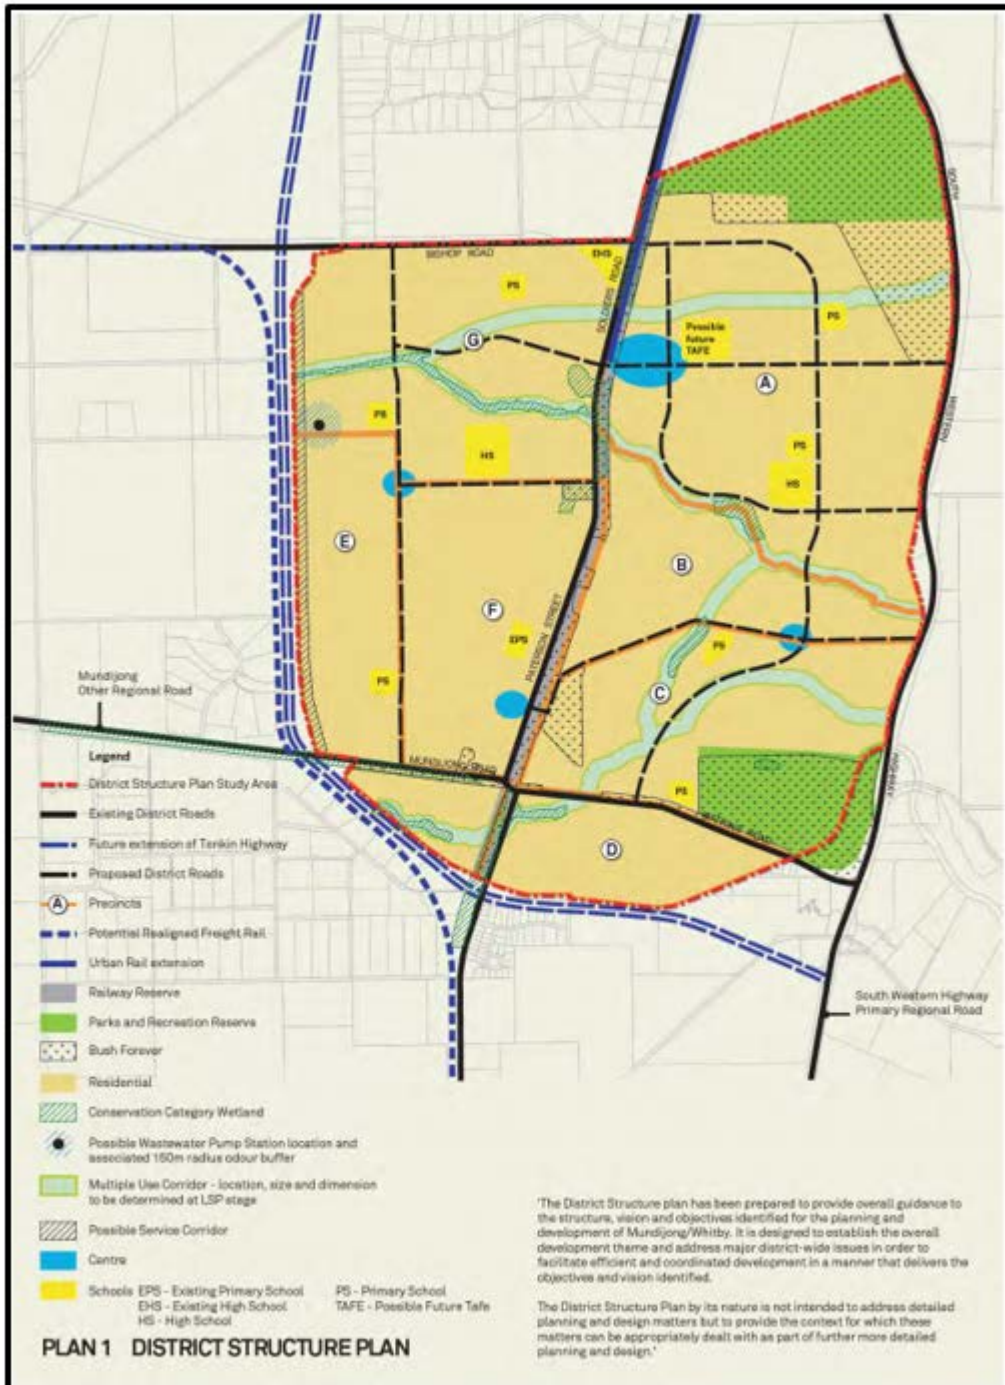 SOUTH
BISHOP ROAD
EHS
SOLDIERS ROAD
PS
PS
G
Possible
future
TAFE
A
WESTERN
PS
PS
HS
HS
E
B
F
PATERSON STREET
EPS
PS
PS
C
Mundijong
Other Regional Road
MUNDIJONG ROAD
HIGHWAY
PS
D
South Western Highway
Primary Regional Road
Legend
District Structure Plan Study Area
Existing District Roads
Future extension of Tonkin Highway
Proposed District Roads
A Precincts
Potential Realigned Freight Rail
Urban Rail extension
Railway Reserve
Parks and Recreation Reserve
Bush Forever
Residential
Conservation Category Wetland
Possible Wastewater Pump Station location and
associated 150m radius odour buffer
Multiple Use Corridor - location, size and dimension
to be determined at LSP stage
Possible Service Corridor
Centre
Schools EPS - Existing Primary School PS - Primary School
EHS - Existing High School TAFE - Possible Future Tafe
HS - High School
PLAN 1 DISTRICT STRUCTURE PLAN
'The District Structure plan has been prepared to provide overall guidance to
the structure, vision and objectives identified for the planning and
development of Mundijong/Whitby. It is designed to establish the overall
development theme and address major district-wide issues in order to
facilitate efficient and coordinated development in a manner that delivers the
objectives and vision identified.
The District Structure Plan by its nature is not intended to address detailed
planning and design matters but to provide the context for which these
matters can be appropriately dealt with as part of further more detailed
planning and design.'